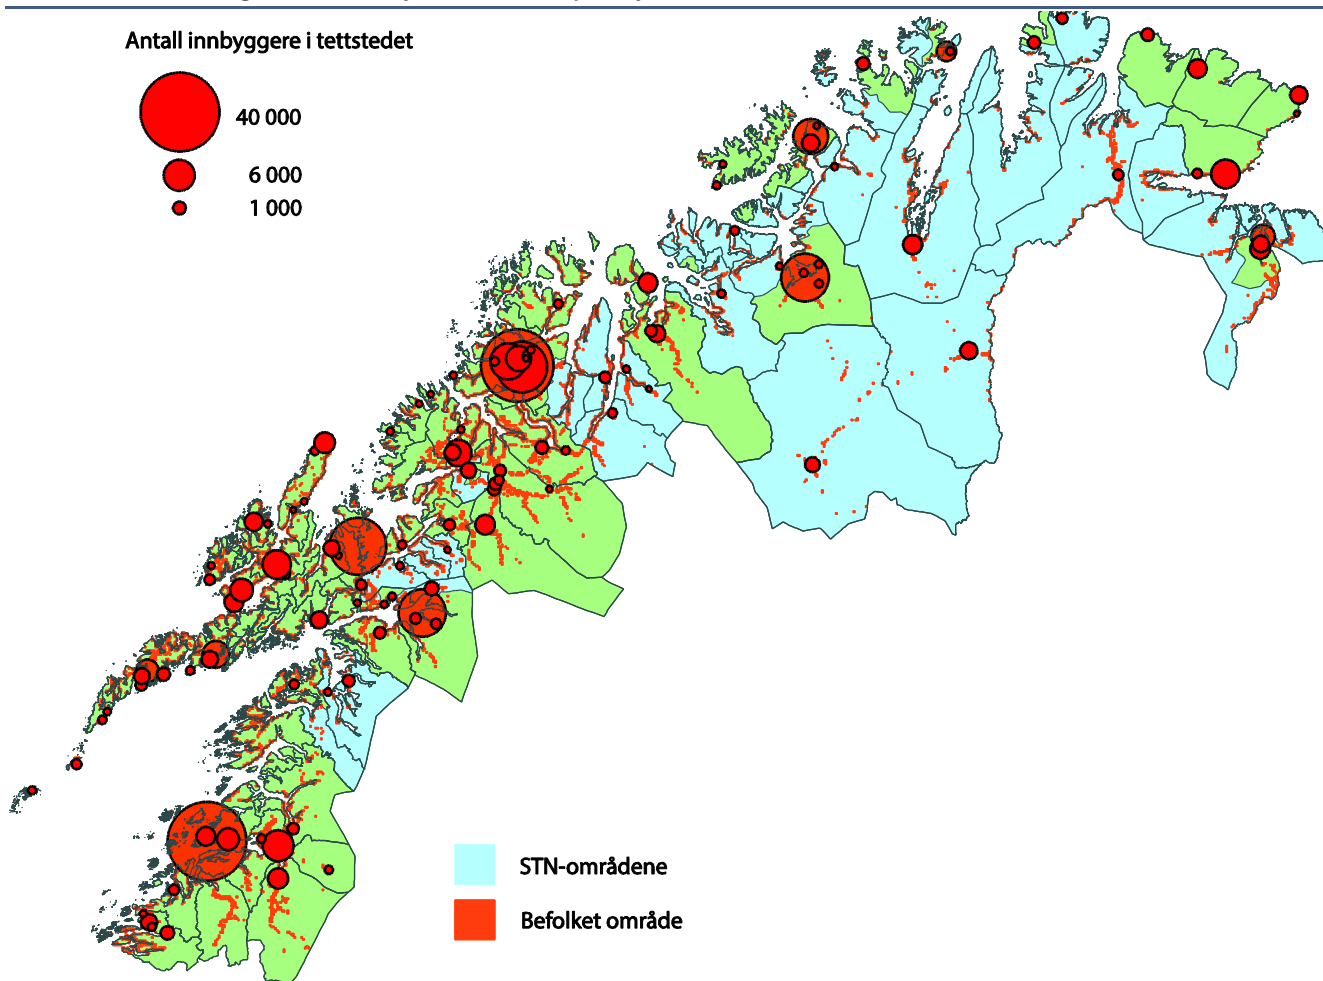 Antall innbyggere i tettstedet
40 000
6 000
1 000
STN-områdene
Befolket område